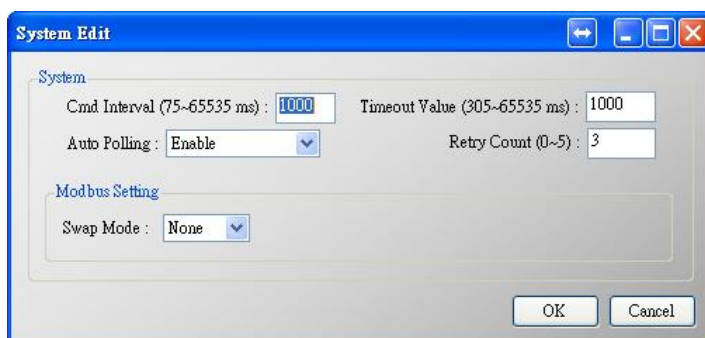 System Edit
System
Cmd Interval (75~65535 ms) : 1000 Timeout Value (305~65535 ms) : 1000
Auto Polling : Enable Retry Count (0~5) : 3
Modbus Setting
Swap Mode : None
OK Cancel